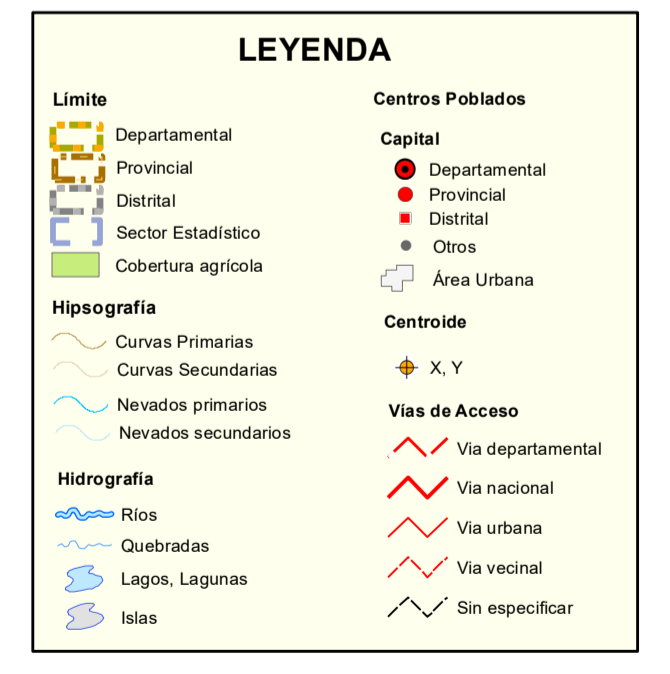 LEYENDA
Límite
Departamental
Provincial
Distrital
Sector Estadístico
Cobertura agrícola
Hipsografía
Curvas Primarias
Curvas Secundarias
Nevados primarios
Nevados secundarios
Hidrografía
Ríos
Quebradas
Lagos, Lagunas
Islas
Centros Poblados
Capital
Departamental
Provincial
Distrital
Otros
Área Urbana
Centroide
X, Y
Vías de Acceso
Via departamental
Via nacional
Via urbana
Via vecinal
Sin especificar